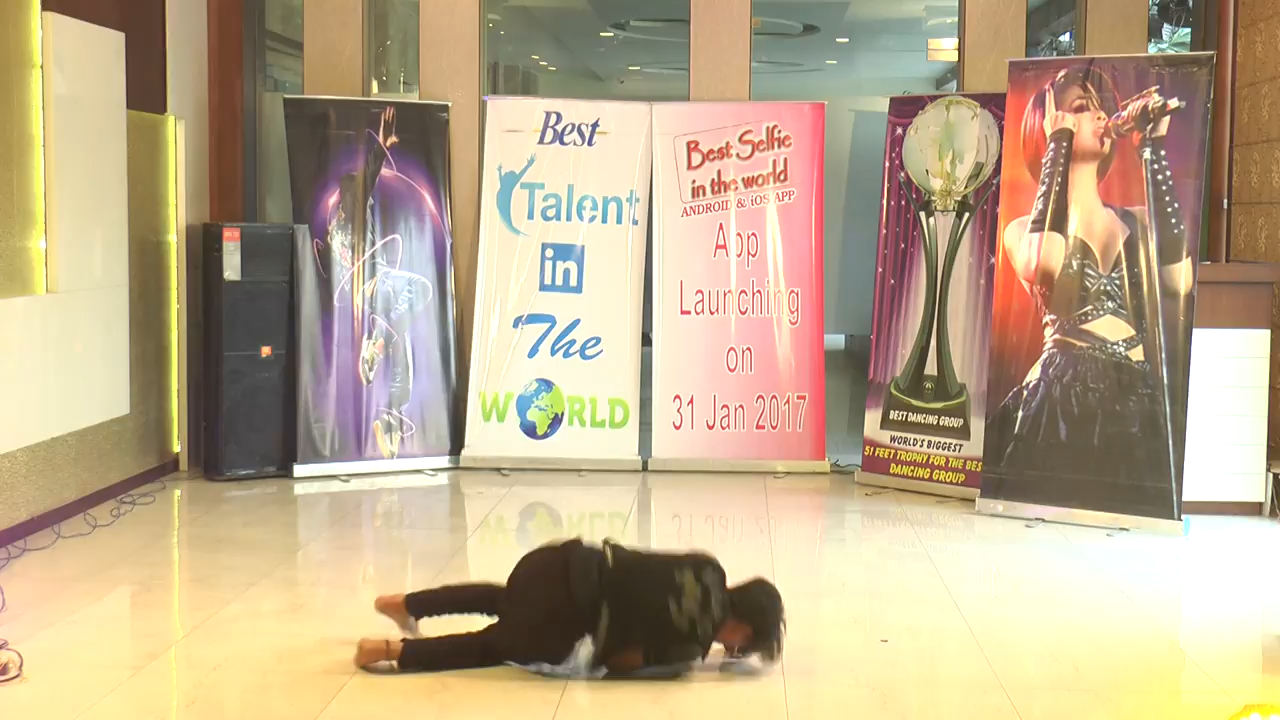 Best
Talent
in
The
WORLD
Best Selfie
in the world
ANDROID & iOS APP
App
Launching
on
31 Jan 2017
BEST DANCING GROUP
WORLD'S BIGGEST
51 FEET TROPHY FOR THE BES
DANCING GROUP